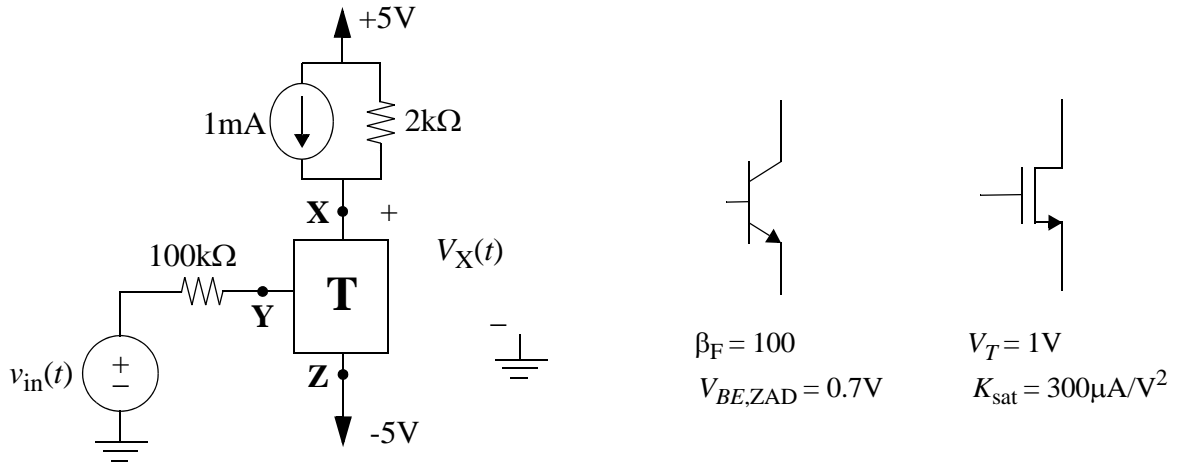 +5V
1mA
2kΩ
X
+
V_X(t)
100kΩ
T
Y
−
Z
v_in(t)
+
−
-5V
β_F = 100
V_BE,ZAD = 0.7V
V_T = 1V
K_sat = 300μA/V²